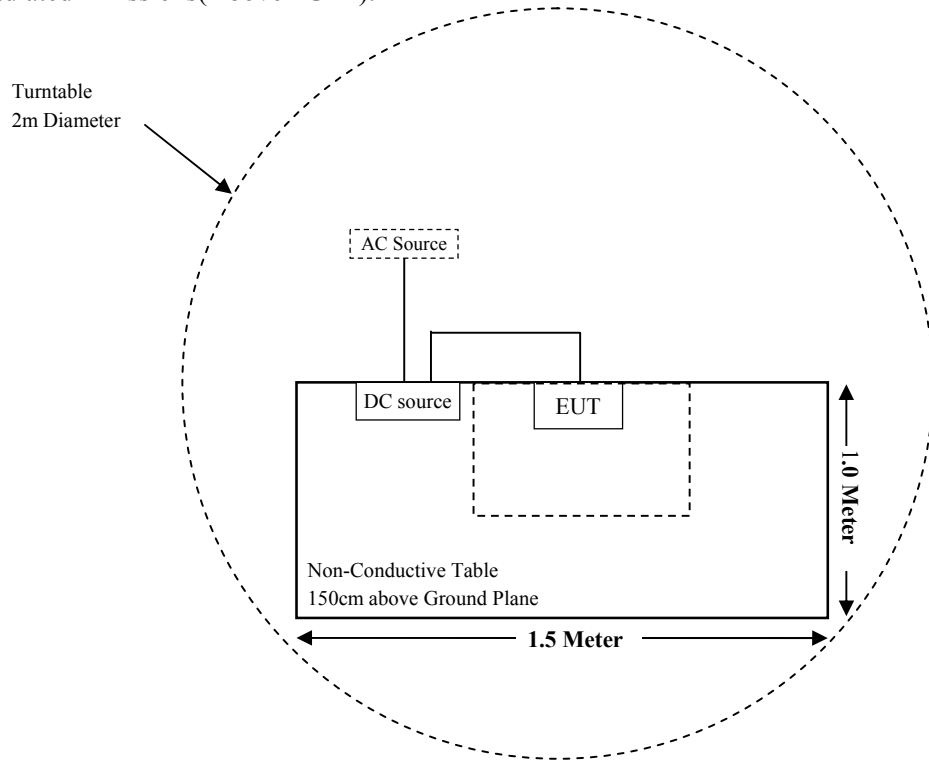 Turntable
2m Diameter
AC Source
DC source
EUT
1.0 Meter
Non-Conductive Table
150cm above Ground Plane
1.5 Meter